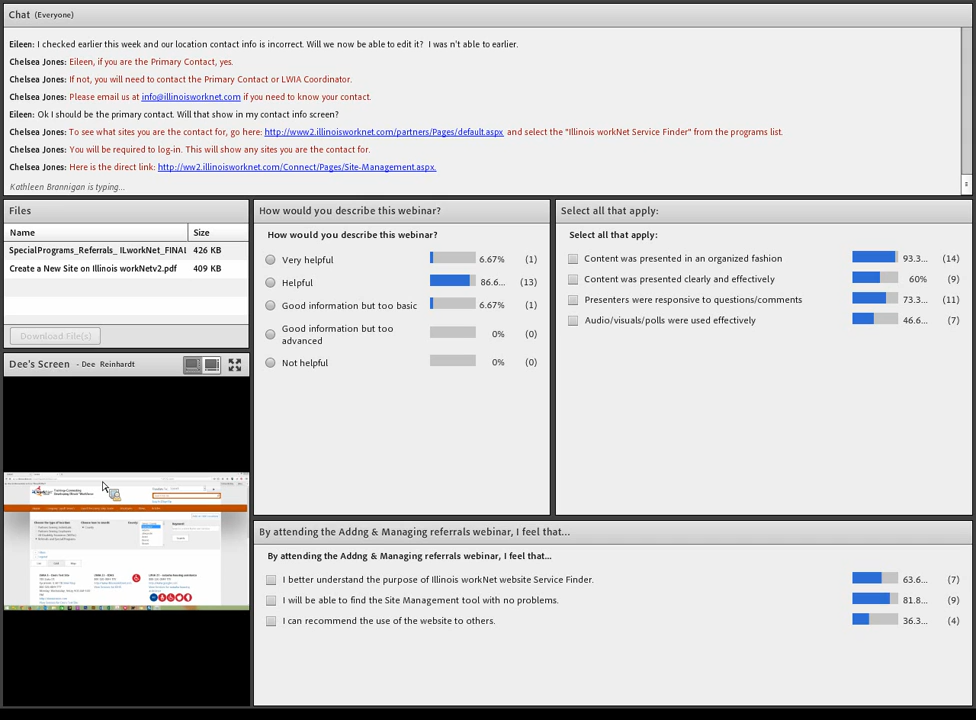 Chat (Everyone)
Eileen: I checked earlier this week and our location contact info is incorrect. Will we now be able to edit it? I was n't able to earlier.
Chelsea Jones: Eileen, if you are the Primary Contact, yes.
Chelsea Jones: If not, you will need to contact the Primary Contact or LWIA Coordinator.
Chelsea Jones: Please email us at info@illinoisworknet.com if you need to know your contact.
Eileen: Ok I should be the primary contact. Will that show in my contact info screen?
Chelsea Jones: To see what sites you are the contact for, go here: http://www2.illinoisworknet.com/partners/Pages/default.aspx and select the "Illinois workNet Service Finder" from the programs list.
Chelsea Jones: You will be required to log-in. This will show any sites you are the contact for.
Chelsea Jones: Here is the direct link: http://ww2.illinoisworknet.com/Connect/Pages/Site-Management.aspx.
Kathleen Brannigan is typing...
Files
Name Size
SpecialPrograms_Referrals_ ILworkNet_FINAL 426 KB
Create a New Site on Illinois workNetv2.pdf 409 KB
Download File(s)
Dee's Screen - Dee Reinhardt
How would you describe this webinar?
How would you describe this webinar?
Very helpful 6.67% (1)
Helpful 86.6... (13)
Good information but too basic 6.67% (1)
Good information but too
advanced 0% (0)
Not helpful 0% (0)
Select all that apply:
Select all that apply:
Content was presented in an organized fashion 93.3... (14)
Content was presented clearly and effectively 60% (9)
Presenters were responsive to questions/comments 73.3... (11)
Audio/visuals/polls were used effectively 46.6... (7)
By attending the Addng & Managing referrals webinar, I feel that...
By attending the Addng & Managing referrals webinar, I feel that...
I better understand the purpose of Illinois workNet website Service Finder. 63.6... (7)
I will be able to find the Site Management tool with no problems. 81.8... (9)
I can recommend the use of the website to others. 36.3... (4)